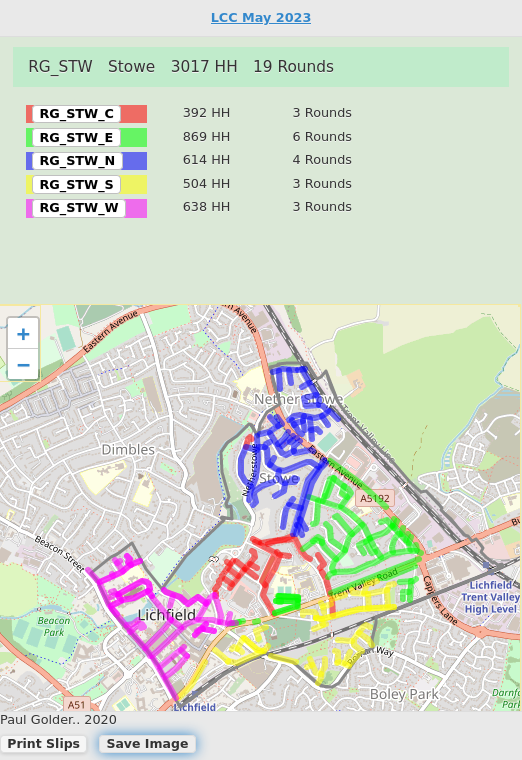 LCC May 2023
RG_STW Stowe 3017 HH 19 Rounds
RG_STW_C 392 HH 3 Rounds
RG_STW_E 869 HH 6 Rounds
RG_STW_N 614 HH 4 Rounds
RG_STW_S 504 HH 3 Rounds
RG_STW_W 638 HH 3 Rounds
+
−
Eastern Avenue
Nether Stowe
Trent Valley Line
Dimbles
Netherstowe
Stowe
Eastern Avenue
A5192
Beacon Street
Trent Valley Road
Cappers Lane
Lichfield
Trent Valley
High Level
Beacon
Park
Lichfield
Boley Park
A51
Lichfield
Paul Golder.. 2020
Print Slips Save Image